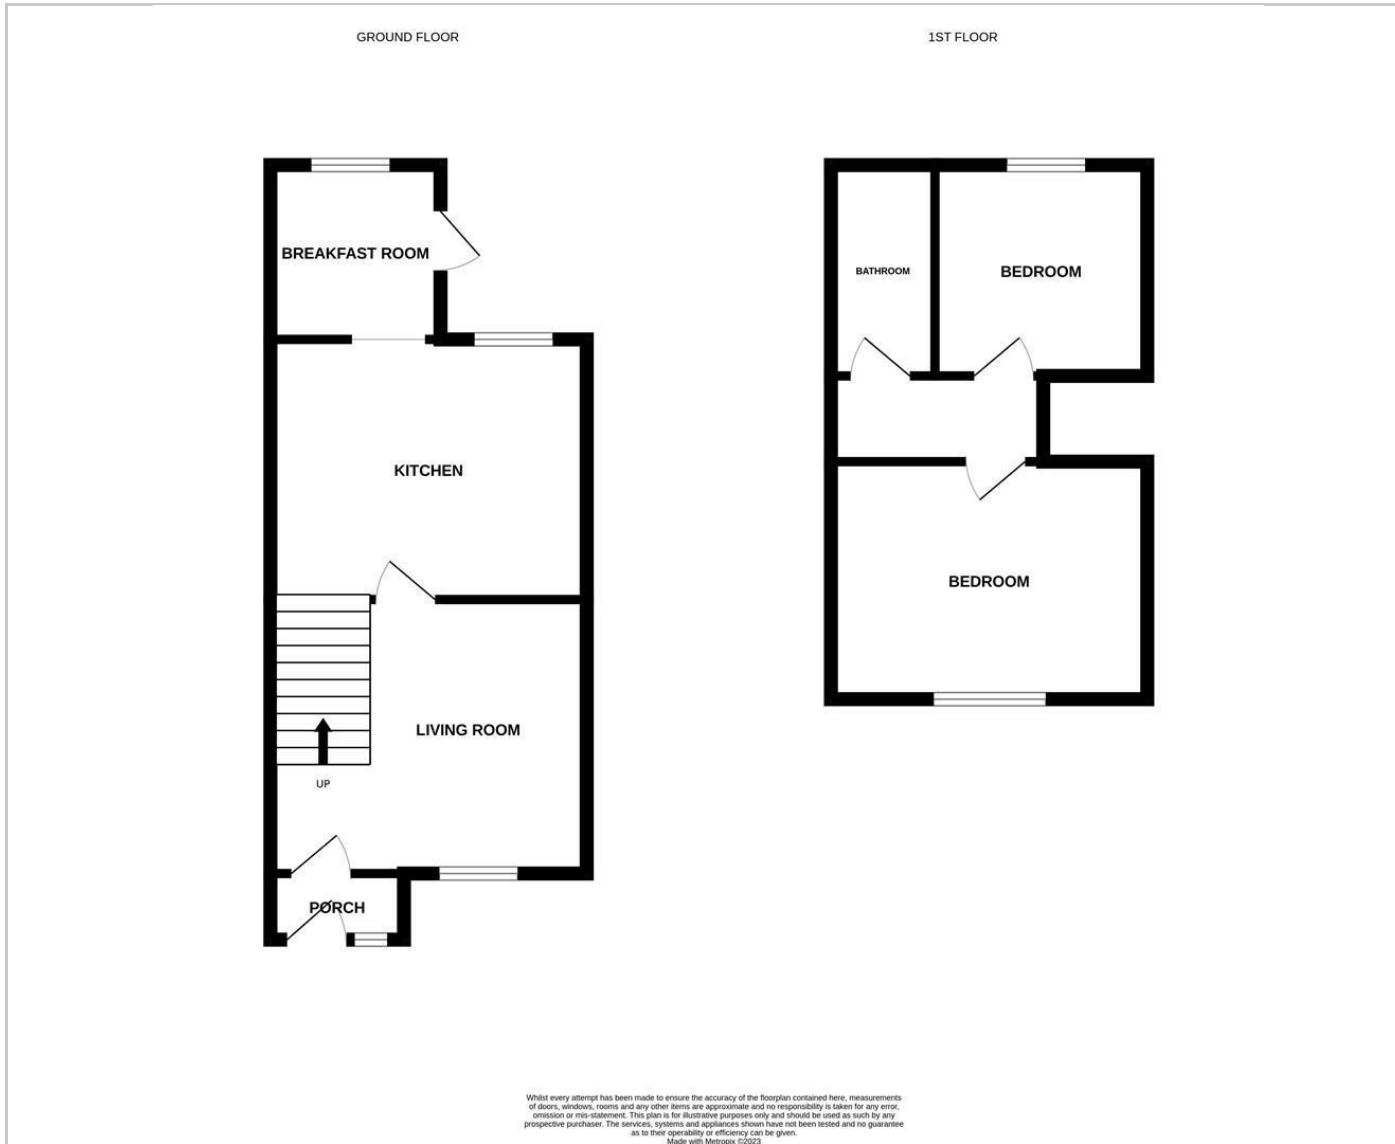 GROUND FLOOR
1ST FLOOR
BREAKFAST ROOM
BATHROOM
BEDROOM
KITCHEN
BEDROOM
LIVING ROOM
UP
PORCH
Whilst every attempt has been made to ensure the accuracy of the floorplan contained here, measurements
of doors, windows, rooms and any other items are approximate and no responsibility is taken for any error,
omission or mis-statement. This plan is for illustrative purposes only and should be used as such by any
prospective purchaser. The services, systems and appliances shown have not been tested and no guarantee
as to their operability or efficiency can be given.
Made with Metropix ©2023